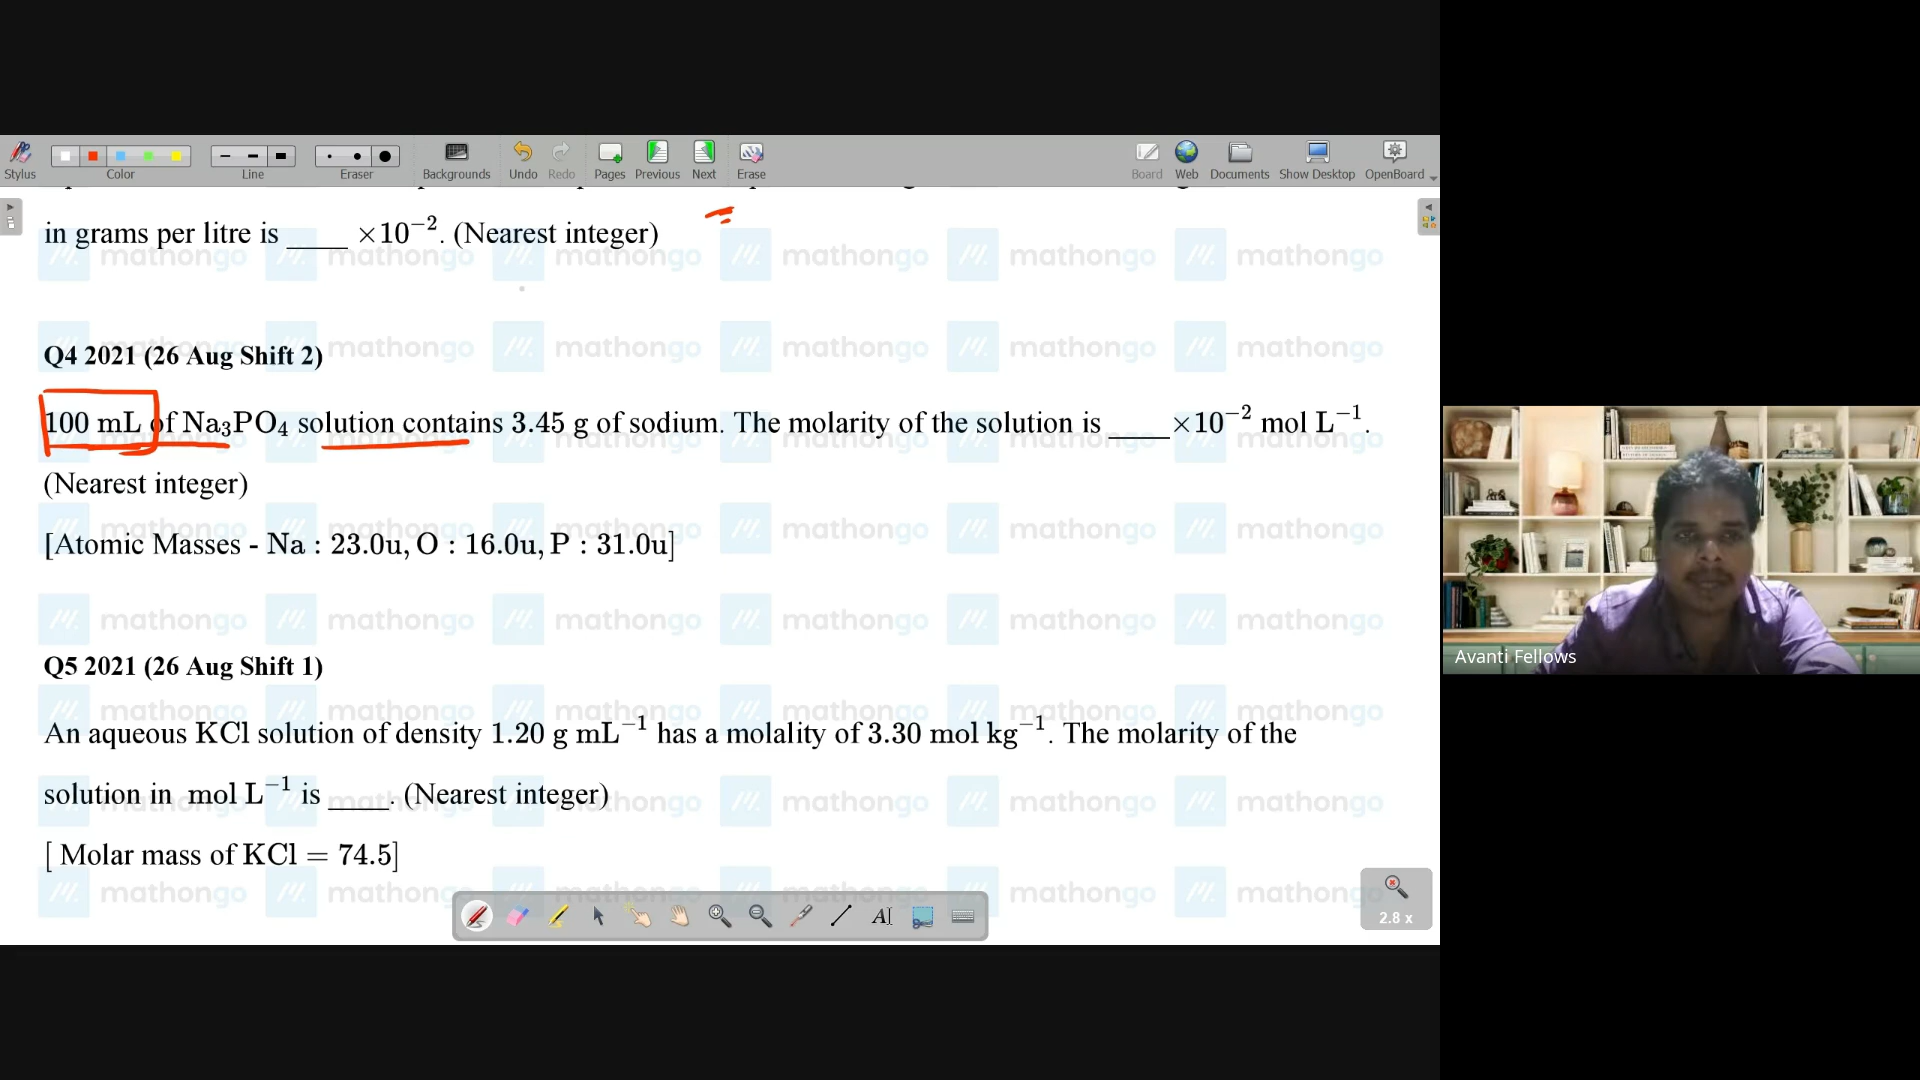 Stylus Color Line Eraser Backgrounds Undo Redo Pages Previous Next Erase Board Web Documents Show Desktop OpenBoard
in grams per litre is ____ ×10⁻². (Nearest integer)
Q4 2021 (26 Aug Shift 2)
100 mL of Na₃PO₄ solution contains 3.45 g of sodium. The molarity of the solution is ____×10⁻² mol L⁻¹.
(Nearest integer)
[Atomic Masses - Na : 23.0u, O : 16.0u, P : 31.0u]
Q5 2021 (26 Aug Shift 1)
An aqueous KCl solution of density 1.20 g mL⁻¹ has a molality of 3.30 mol kg⁻¹. The molarity of the
solution in mol L⁻¹ is ____. (Nearest integer)
[ Molar mass of KCl = 74.5]
mathongo
2.8 x
Avanti Fellows